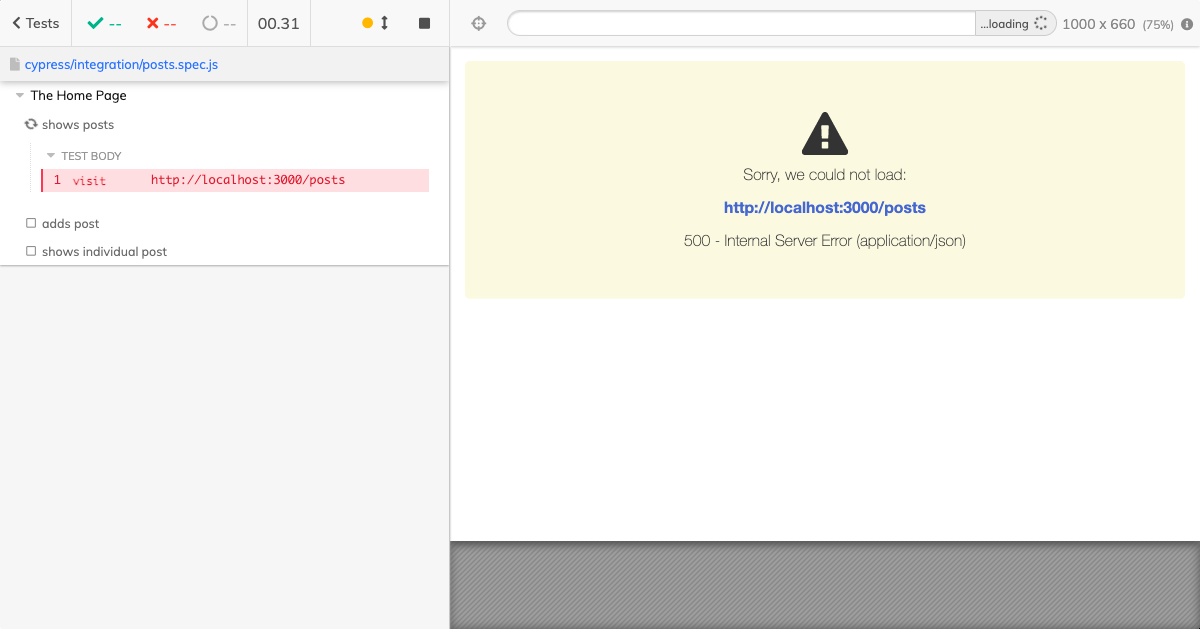 Tests -- -- -- 00.31 ...loading 1000 x 660 (75%)
cypress/integration/posts.spec.js
The Home Page
shows posts
TEST BODY
1 visit http://localhost:3000/posts
adds post
shows individual post
Sorry, we could not load:
http://localhost:3000/posts
500 - Internal Server Error (application/json)